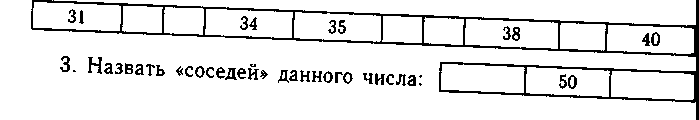 31 34 35 38 40
3. Назвать «соседей» данного числа: 50